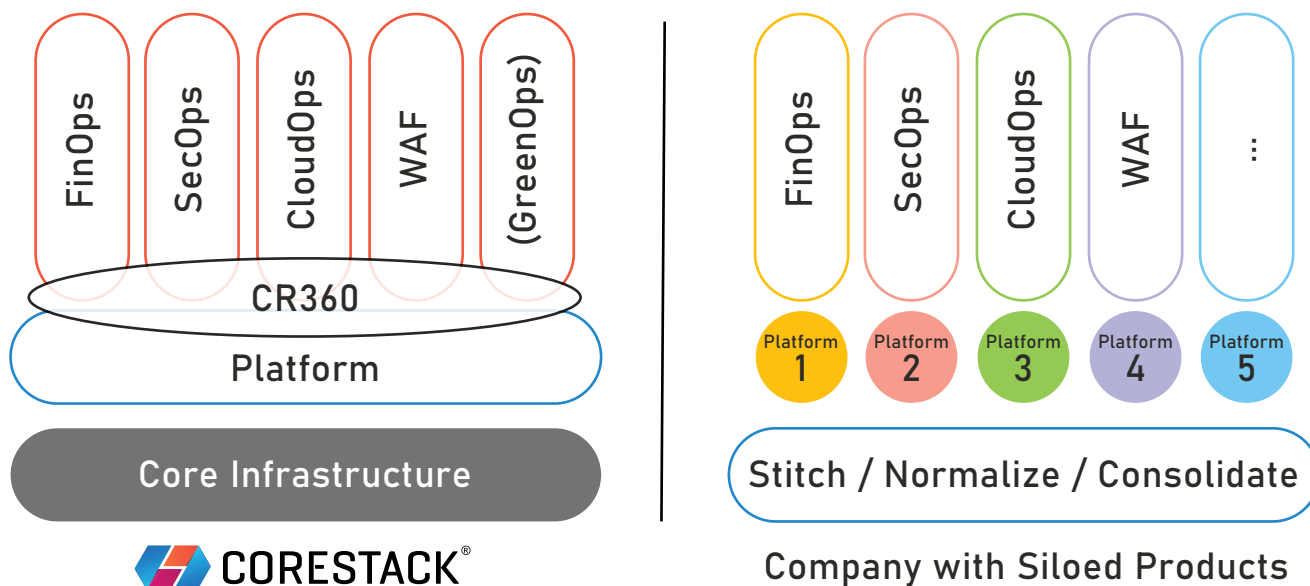 FinOps
SecOps
CloudOps
WAF
(GreenOps)
CR360
Platform
Core Infrastructure
CORESTACK®
FinOps
SecOps
CloudOps
WAF
...
Platform
1
Platform
2
Platform
3
Platform
4
Platform
5
Stitch / Normalize / Consolidate
Company with Siloed Products